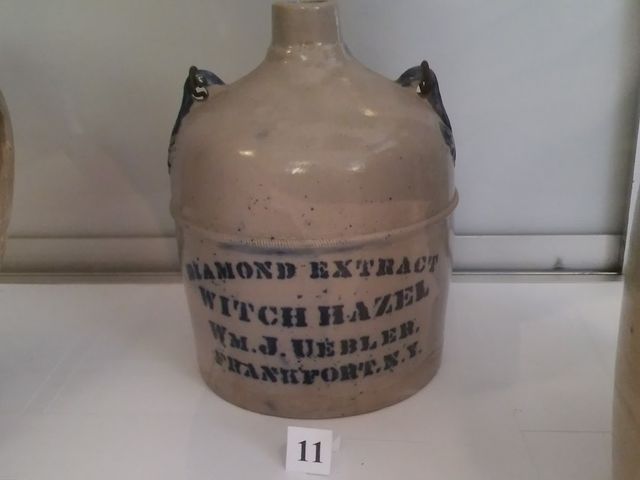 DIAMOND EXTRACT
WITCH HAZEL
WM. J. UEBLER,
FRANKFORT, N.Y.
11